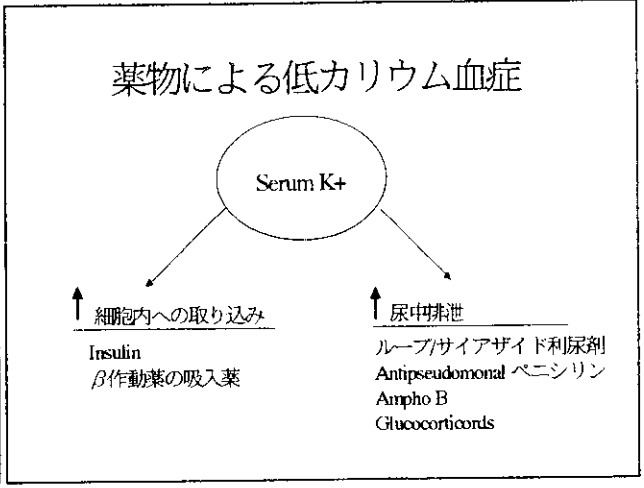 薬物による低カリウム血症
Serum K+
↑ 細胞内への取り込み
Insulin
β作動薬の吸入薬
↑ 尿中排泄
ループ/サイアザイド利尿剤
Antipseudomonal ペニシリン
Ampho B
Glucocorticords